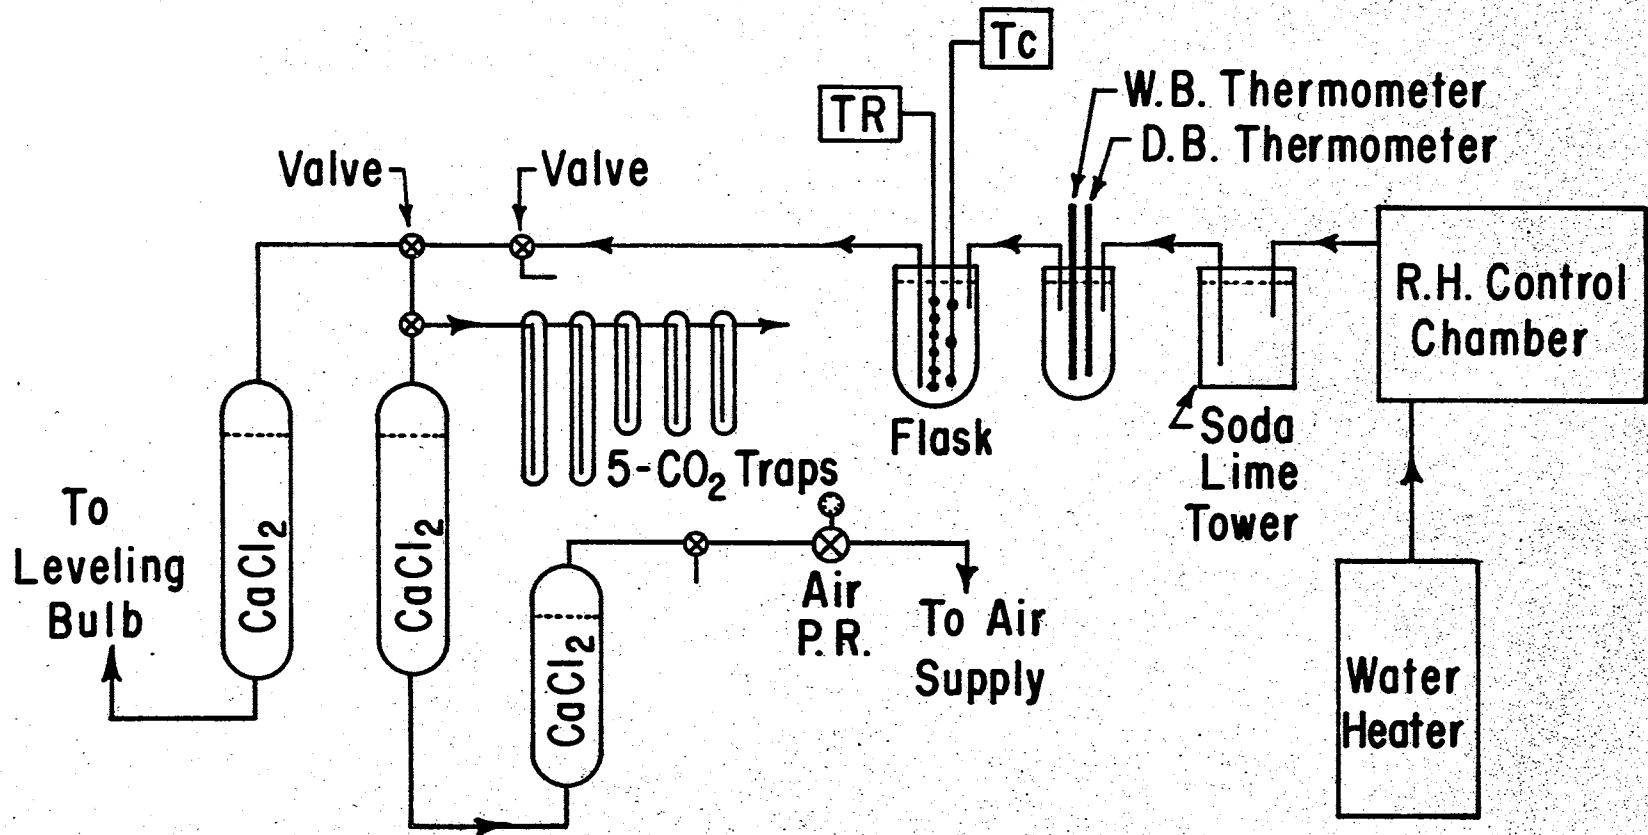 Tc
TR
W.B. Thermometer
D.B. Thermometer
Valve
Valve
R.H. Control
Chamber
Flask
Soda
Lime
Tower
5-CO₂ Traps
To
Leveling
Bulb
CaCl₂
CaCl₂
CaCl₂
Air
P.R.
To Air
Supply
Water
Heater